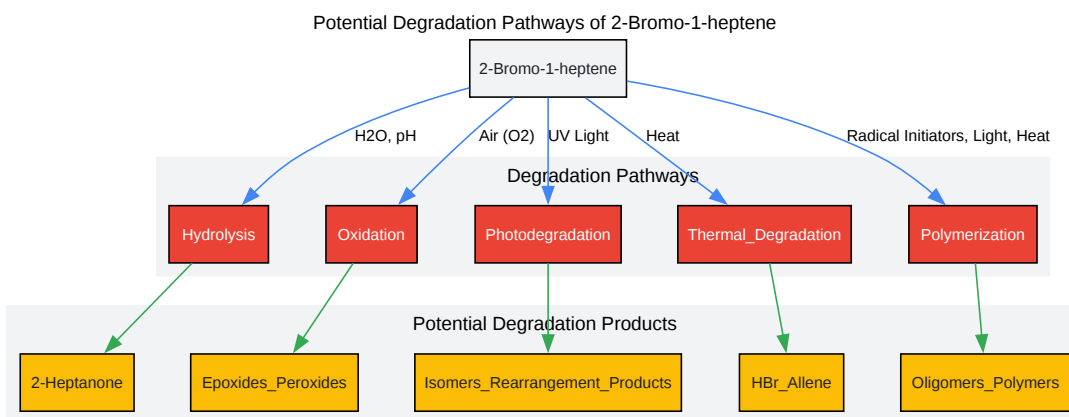 Potential Degradation Pathways of 2-Bromo-1-heptene
2-Bromo-1-heptene
H2O, pH
Air (O2)
UV Light
Heat
Radical Initiators, Light, Heat
Degradation Pathways
Hydrolysis
Oxidation
Photodegradation
Thermal_Degradation
Polymerization
Potential Degradation Products
2-Heptanone
Epoxides_Peroxides
Isomers_Rearrangement_Products
HBr_Allene
Oligomers_Polymers